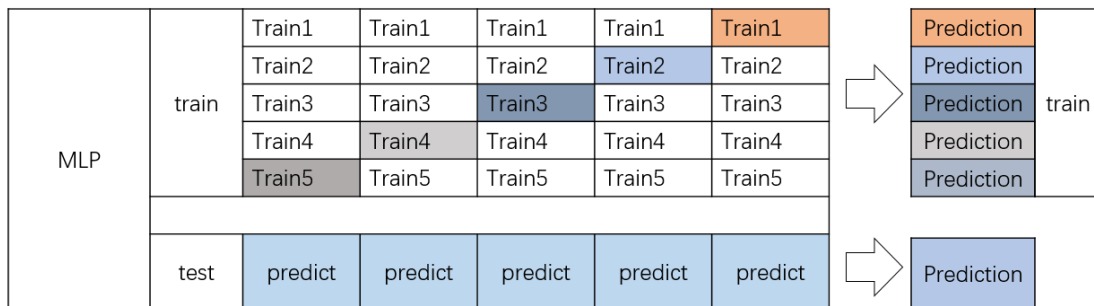 Train1 Train1 Train1 Train1 Train1 Prediction
Train2 Train2 Train2 Train2 Train2 Prediction
train Train3 Train3 Train3 Train3 Train3 Prediction train
Train4 Train4 Train4 Train4 Train4 Prediction
MLP
Train5 Train5 Train5 Train5 Train5 Prediction
test predict predict predict predict predict Prediction